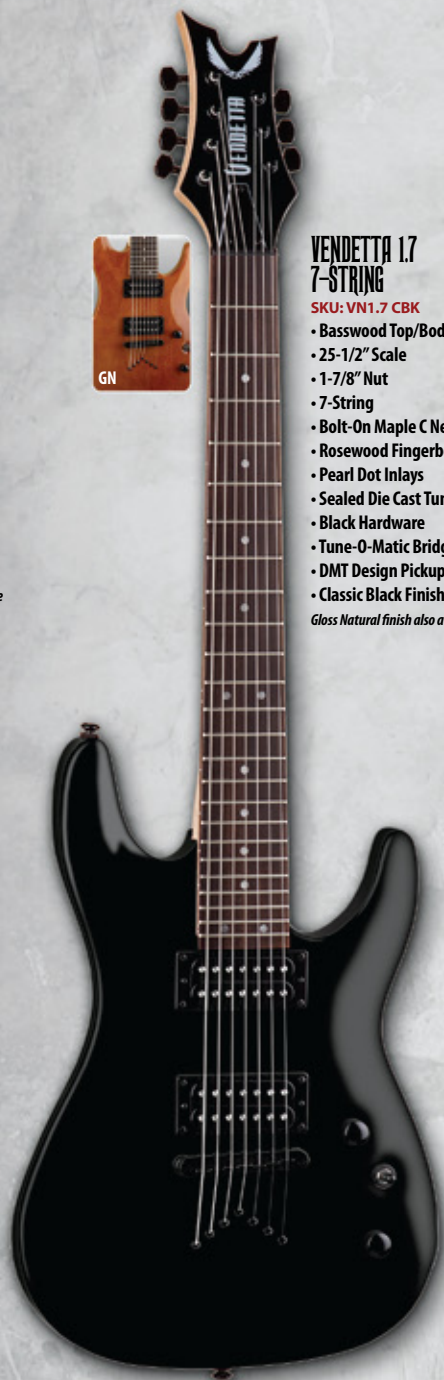 VENDETTA
GN
VENDETTA 1.7
7-STRING
SKU: VN1.7 CBK
• Basswood Top/Bod
• 25-1/2" Scale
• 1-7/8" Nut
• 7-String
• Bolt-On Maple C Ne
• Rosewood Fingerb
• Pearl Dot Inlays
• Sealed Die Cast Tun
• Black Hardware
• Tune-O-Matic Bridg
• DMT Design Pickup
• Classic Black Finish
Gloss Natural finish also a
e